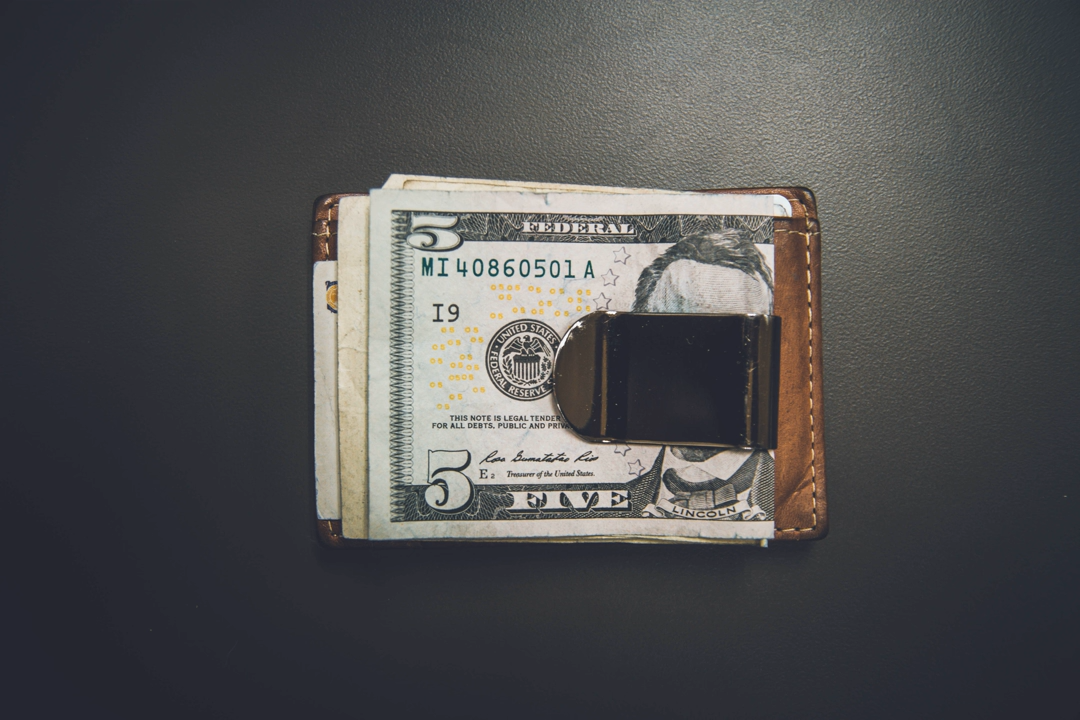 5
FEDERAL
MI 40860501 A
I9
UNITED STATES
FEDERAL RESERVE
THIS NOTE IS LEGAL TENDER
FOR ALL DEBTS, PUBLIC AND PRIVA
5
E2
Treasurer of the United States.
FIVE
LINCOLN